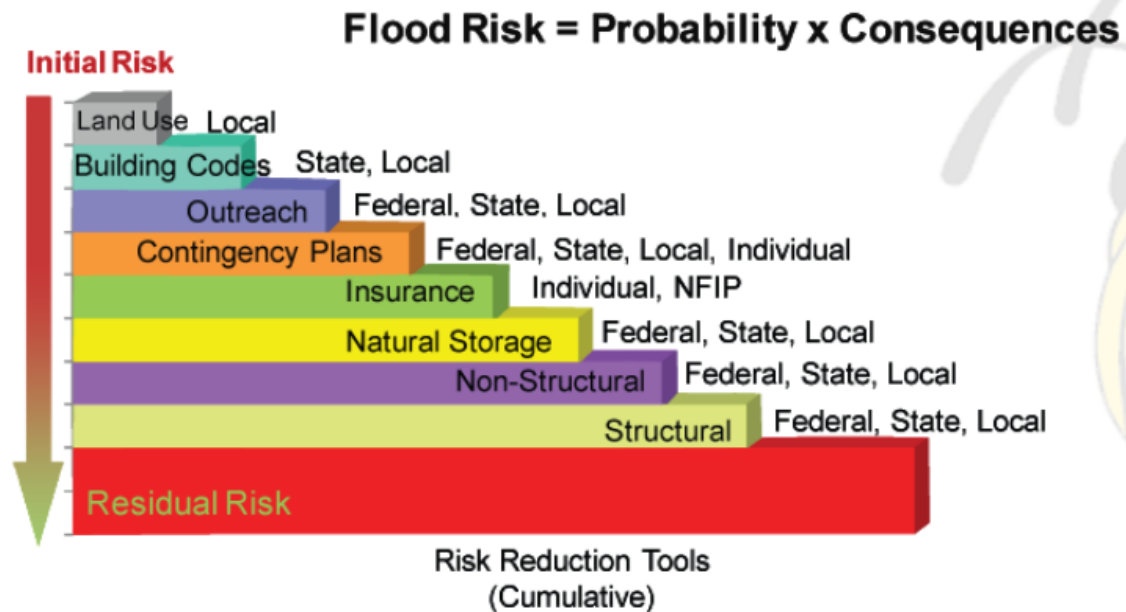 Flood Risk = Probability x Consequences
Initial Risk
Land Use Local
Building Codes State, Local
Outreach Federal, State, Local
Contingency Plans Federal, State, Local, Individual
Insurance Individual, NFIP
Natural Storage Federal, State, Local
Non-Structural Federal, State, Local
Structural Federal, State, Local
Residual Risk
Risk Reduction Tools
(Cumulative)